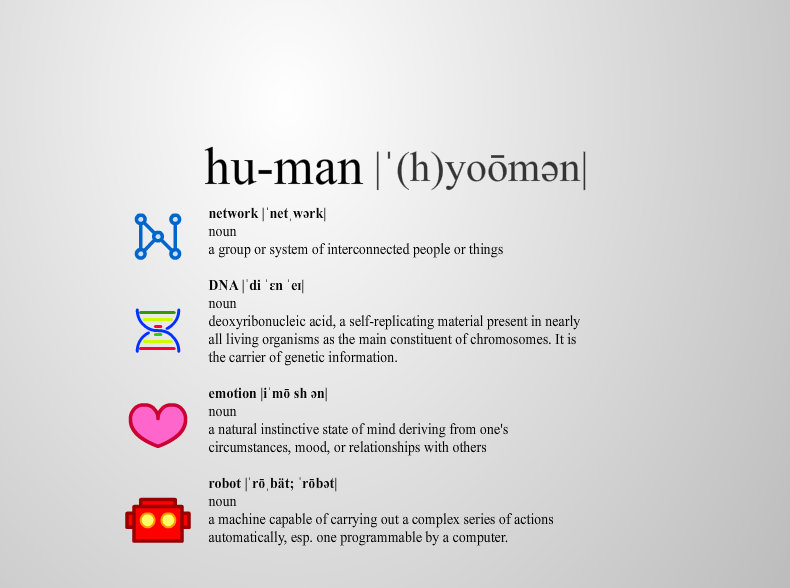 hu-man |ˈ(h)yoōmən|
network |ˈnetˌwərk|
noun
a group or system of interconnected people or things
DNA |ˈdi ˈɛn ˈeɪ|
noun
deoxyribonucleic acid, a self-replicating material present in nearly
all living organisms as the main constituent of chromosomes. It is
the carrier of genetic information.
emotion |iˈmō sh ən|
noun
a natural instinctive state of mind deriving from one's
circumstances, mood, or relationships with others
robot |ˈrōˌbät; ˈrōbət|
noun
a machine capable of carrying out a complex series of actions
automatically, esp. one programmable by a computer.